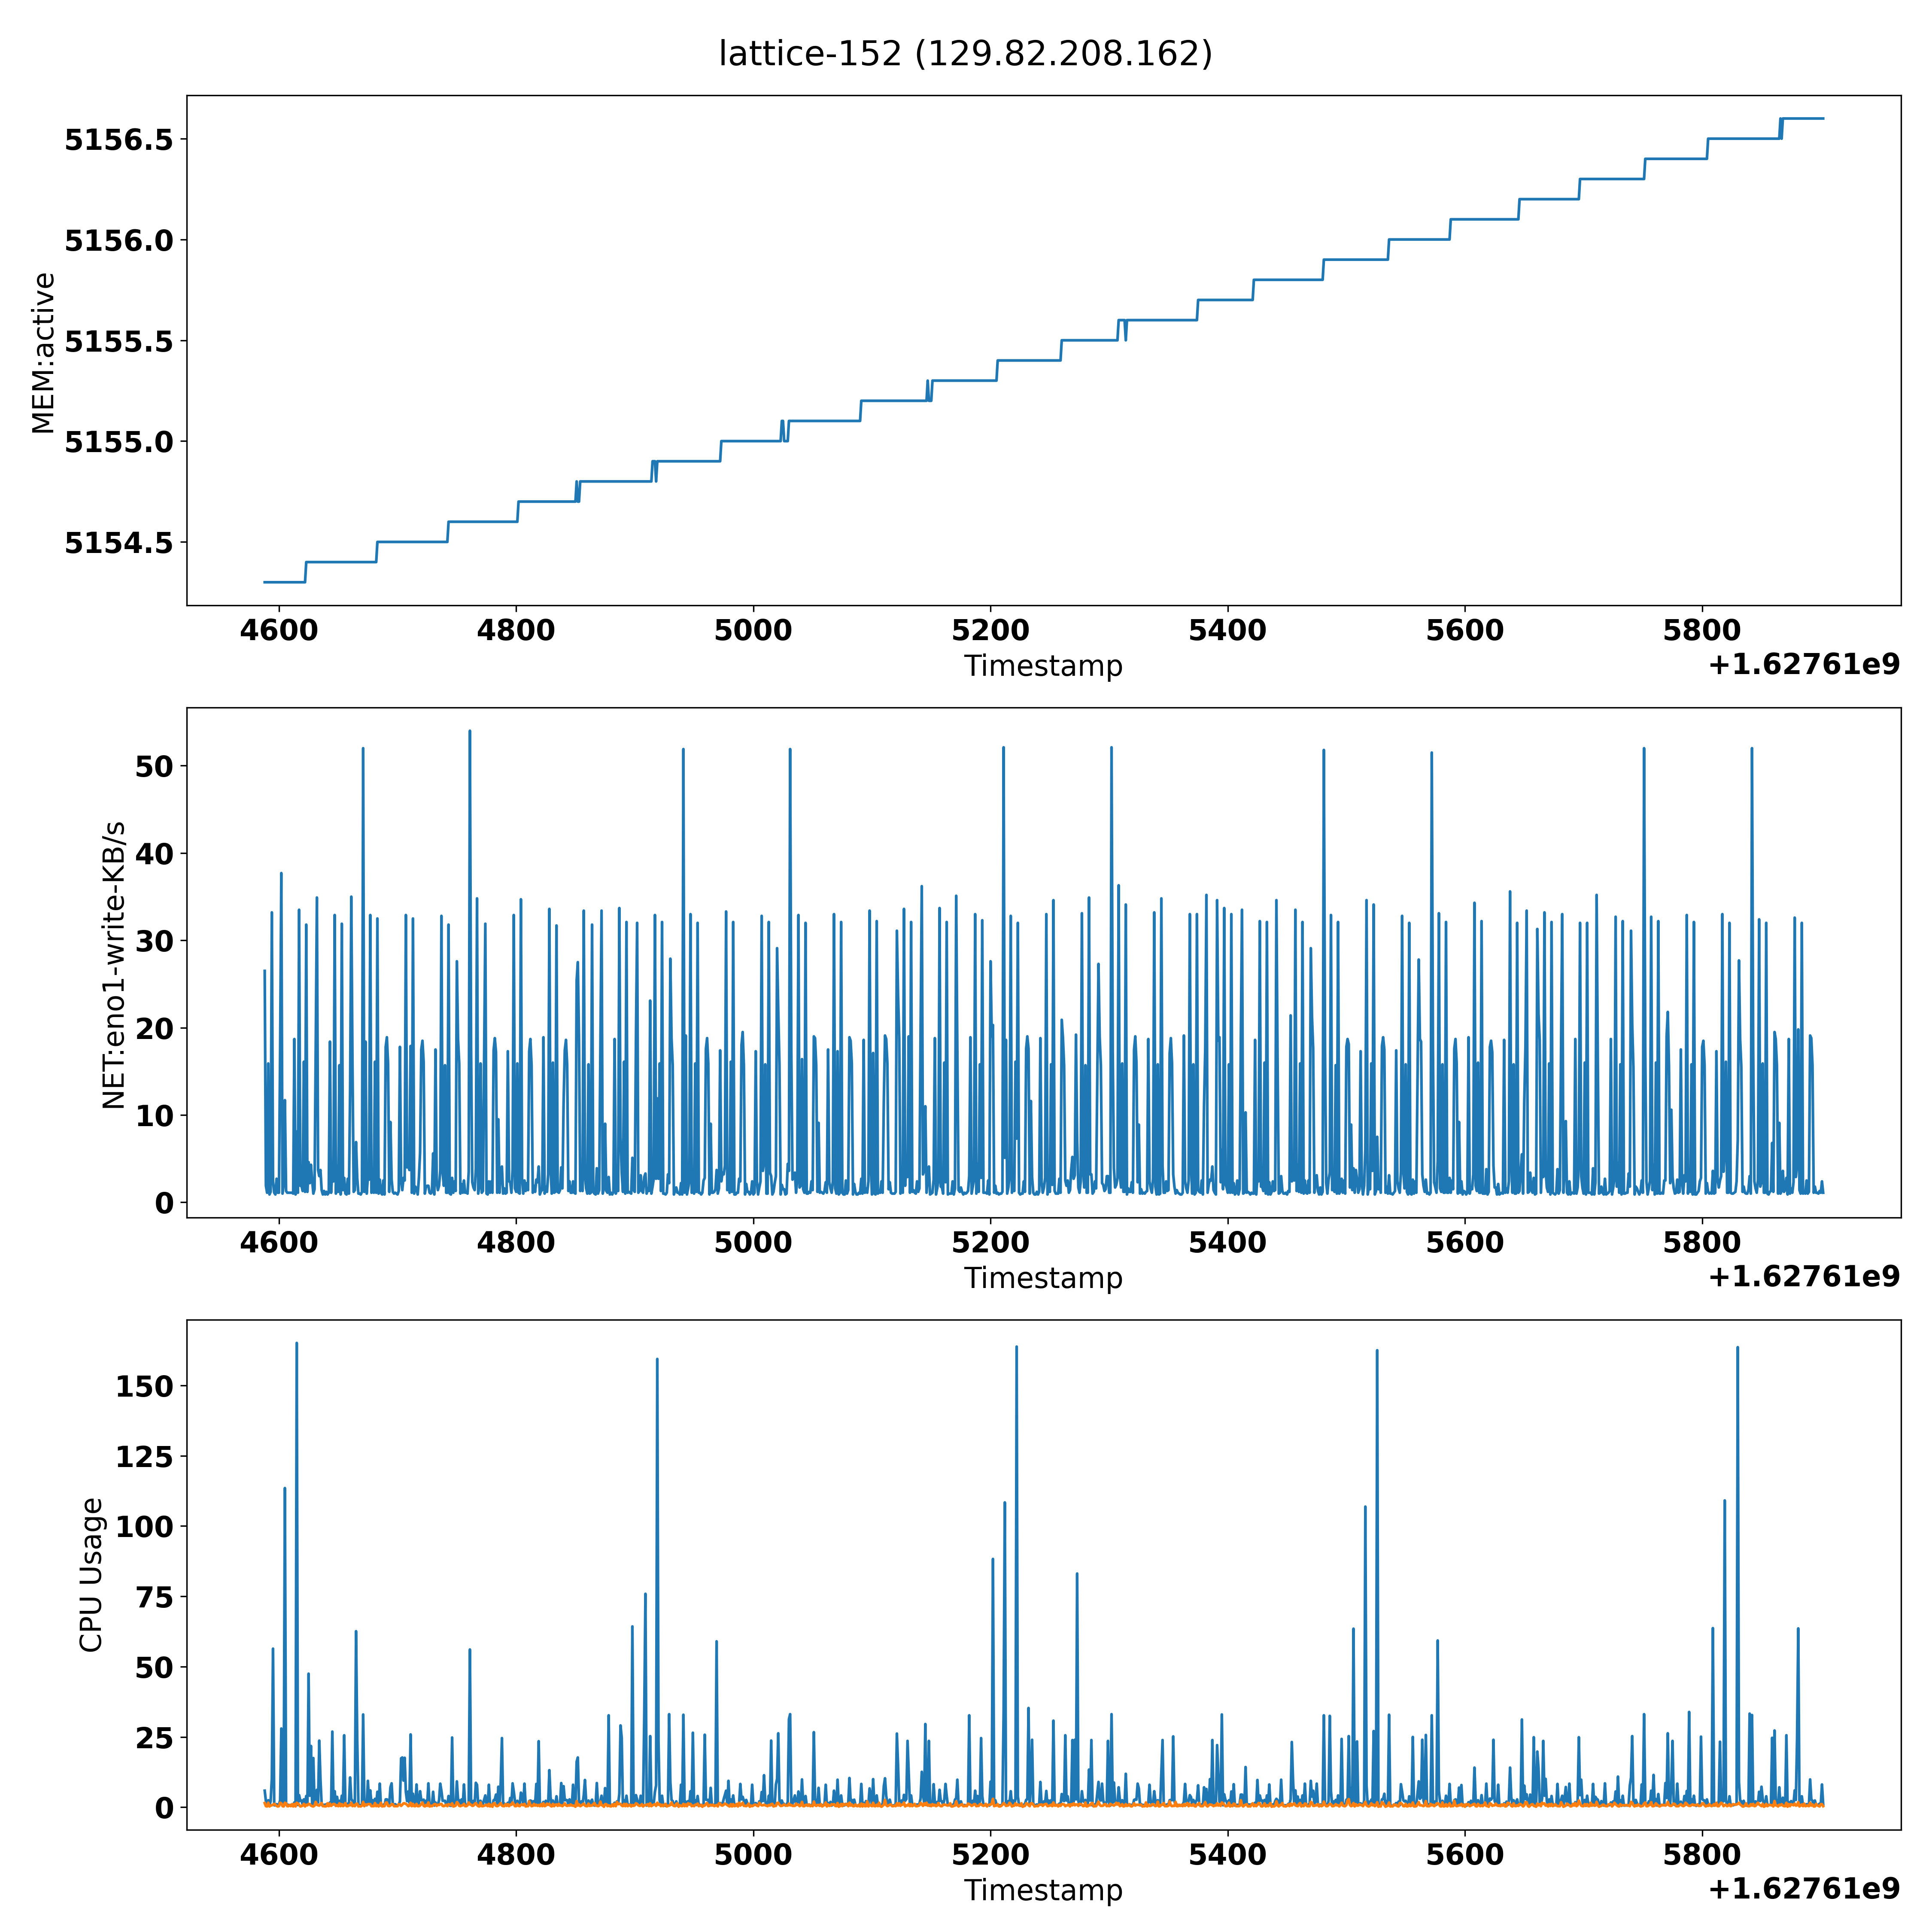 lattice-152 (129.82.208.162)
MEM:active
5156.5
5156.0
5155.5
5155.0
5154.5
4600 4800 5000 5200 5400 5600 5800
Timestamp
+1.62761e9
NET:eno1-write-KB/s
50
40
30
20
10
0
4600 4800 5000 5200 5400 5600 5800
Timestamp
+1.62761e9
CPU Usage
150
125
100
75
50
25
0
4600 4800 5000 5200 5400 5600 5800
Timestamp
+1.62761e9